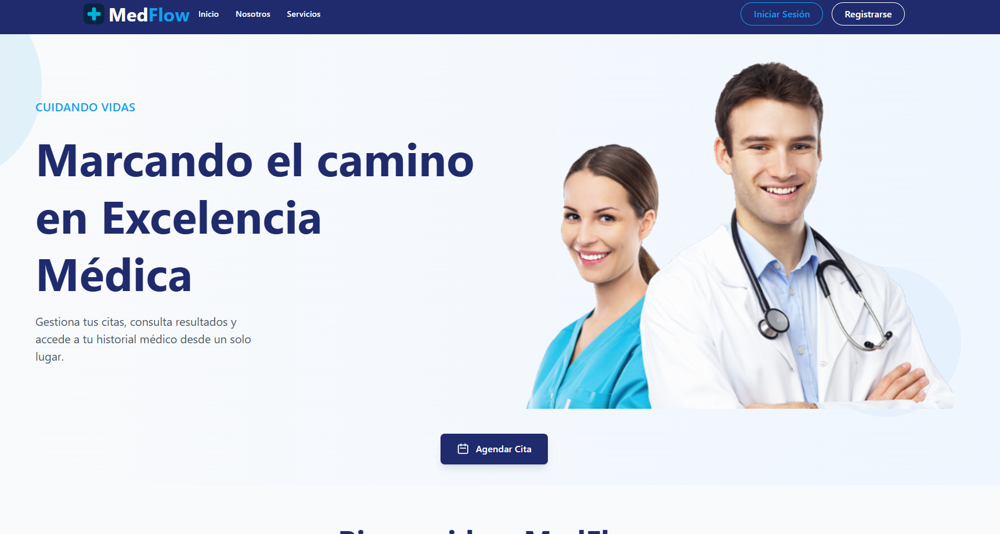 MedFlow Inicio Nosotros Servicios Iniciar Sesión Registrarse
CUIDANDO VIDAS
Marcando el camino
en Excelencia
Médica
Gestiona tus citas, consulta resultados y
accede a tu historial médico desde un solo
lugar.
Agendar Cita